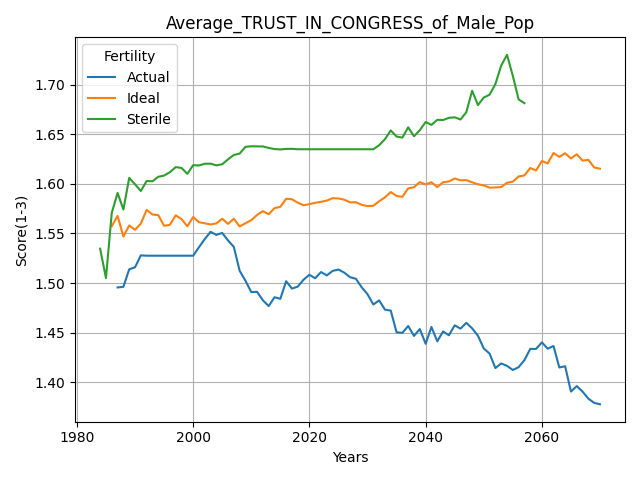 Average_TRUST_IN_CONGRESS_of_Male_Pop
Fertility
Actual
Ideal
Sterile
Score(1-3)
1.70
1.65
1.60
1.55
1.50
1.45
1.40
1980
2000
2020
2040
2060
Years